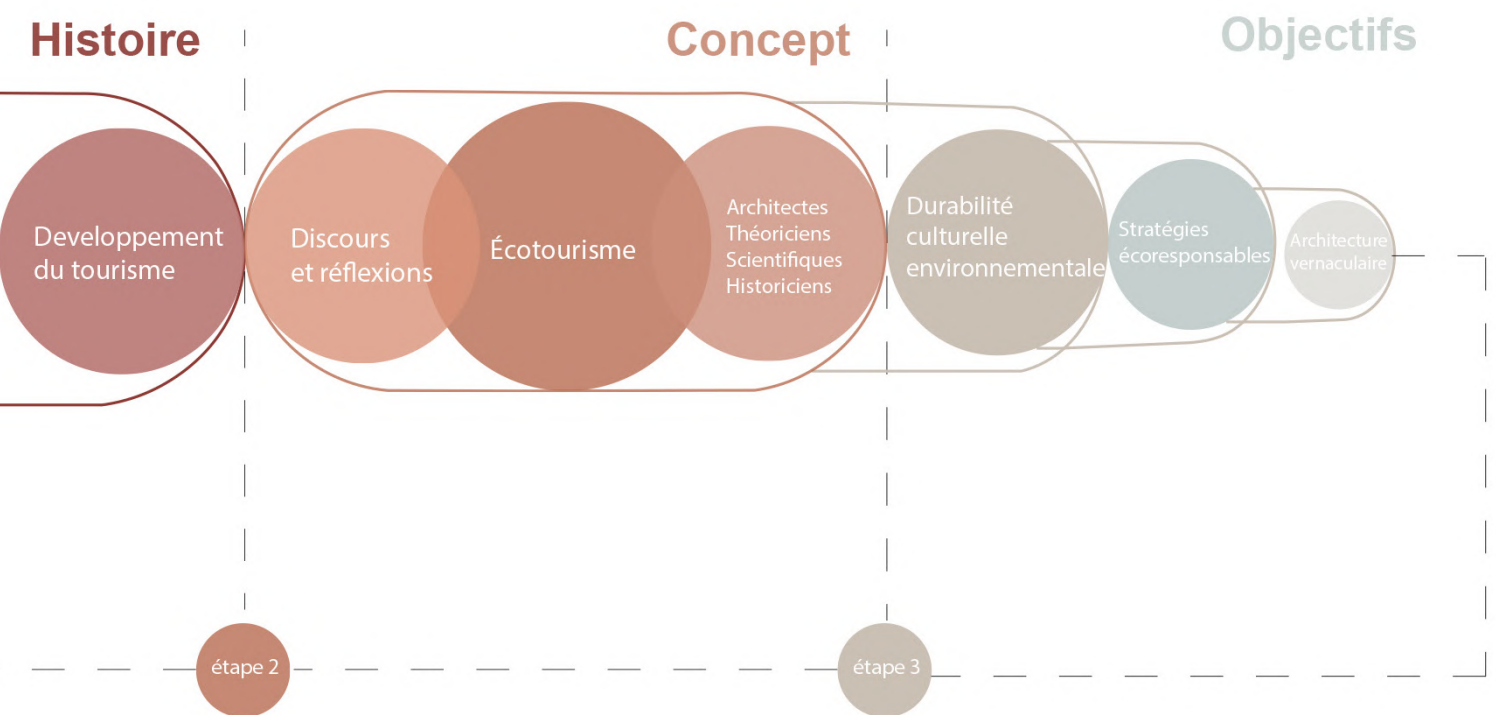 Histoire
Concept
Objectifs
Developpement
du tourisme
Discours
et réflexions
Écotourisme
Architectes
Théoriciens
Scientifiques
Historiciens
Durabilité
culturelle
environnementale
Stratégies
écoresponsables
Architecture
vernaculaire
étape 2
étape 3